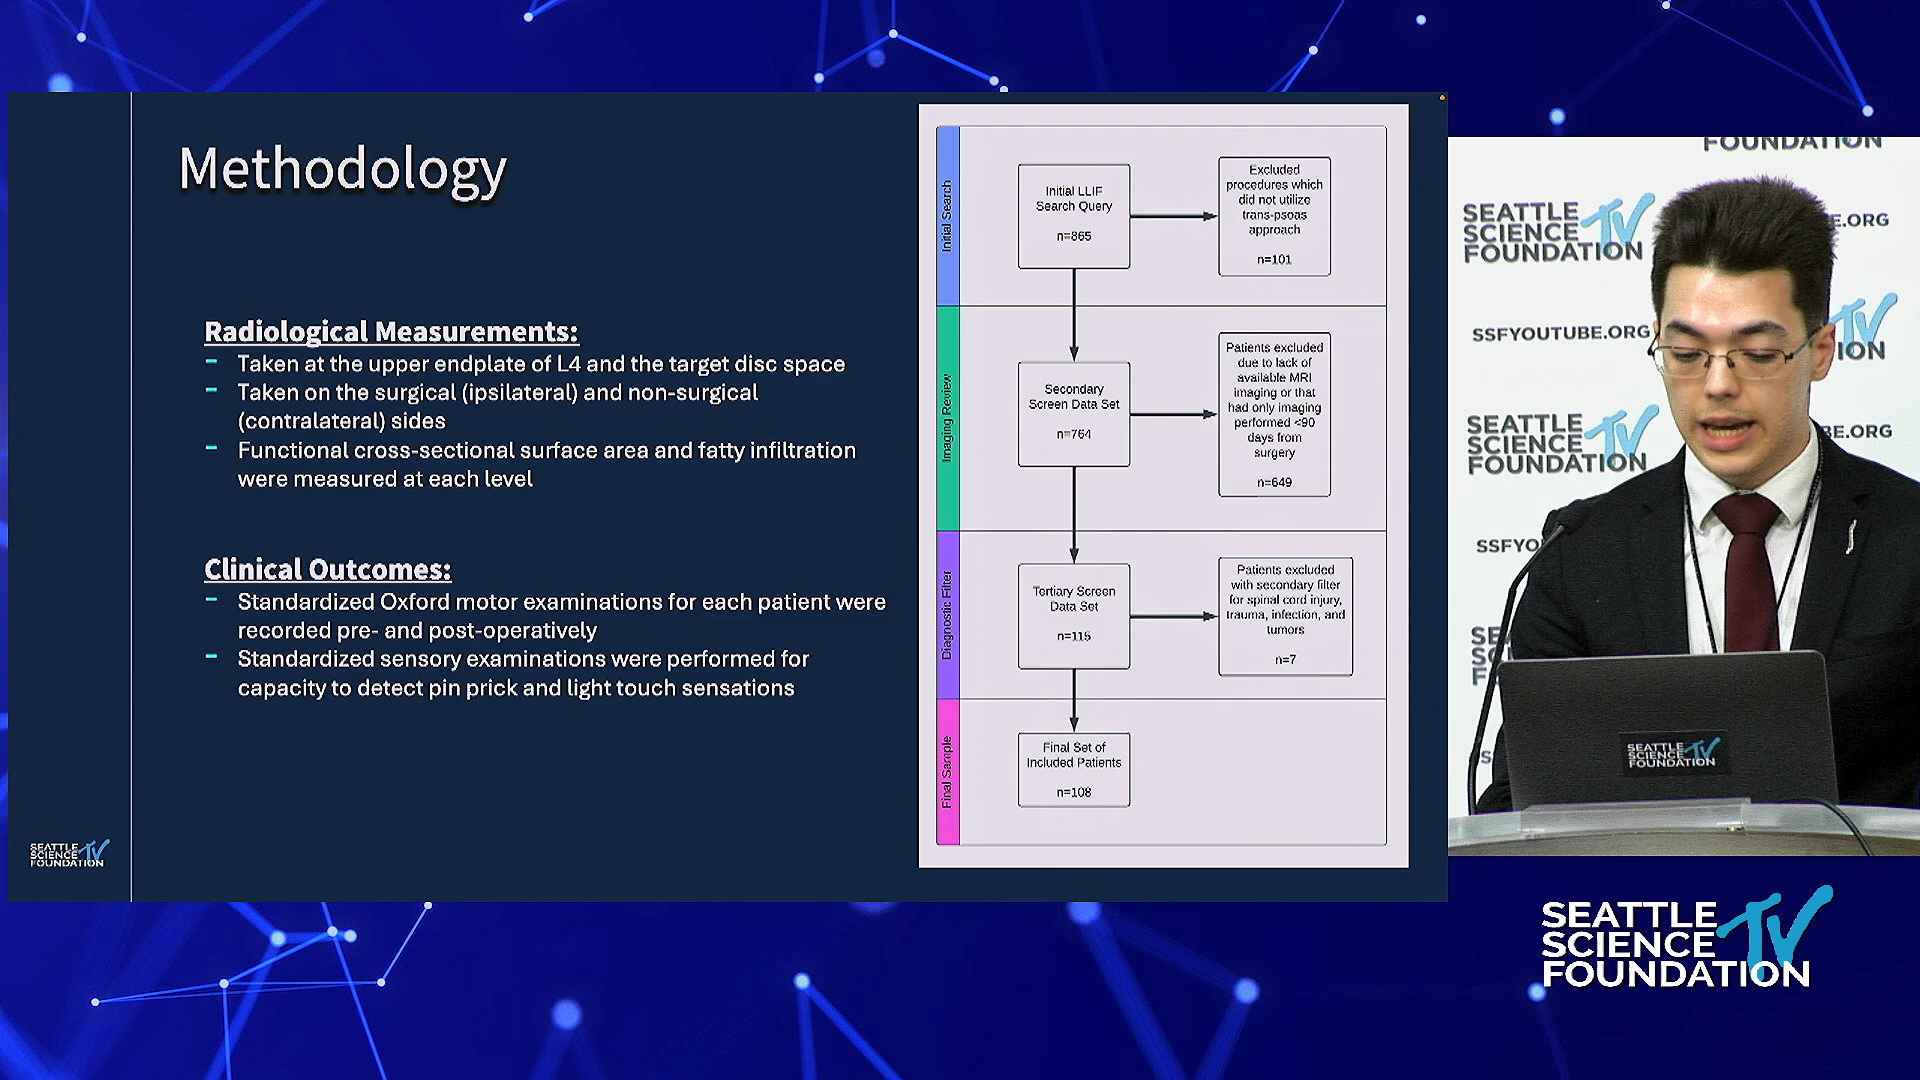 Methodology
Radiological Measurements:
- Taken at the upper endplate of L4 and the target disc space
- Taken on the surgical (ipsilateral) and non-surgical
(contralateral) sides
- Functional cross-sectional surface area and fatty infiltration
were measured at each level
Clinical Outcomes:
- Standardized Oxford motor examinations for each patient were
recorded pre- and post-operatively
- Standardized sensory examinations were performed for
capacity to detect pin prick and light touch sensations
SEATTLE
SCIENCE TV
FOUNDATION
Initial Search
Initial LLIF
Search Query
n=865
Excluded
procedures which
did not utilize
trans-psoas
approach
n=101
Imaging Review
Secondary
Screen Data Set
n=764
Patients excluded
due to lack of
available MRI
imaging or that
had only imaging
performed <90
days from
surgery
n=649
Diagnostic Filter
Tertiary Screen
Data Set
n=115
Patients excluded
with secondary filter
for spinal cord injury,
trauma, infection, and
tumors
n=7
Final Sample
Final Set of
Included Patients
n=108
FOUNDATION
SEATTLE
SCIENCE TV
FOUNDATION
E.ORG
SSFYOUTUBE.ORG
ION
SEATTLE
SCIENCE TV
FOUNDATION
BE.ORG
SSFYO
SE
SC
F
S
SEATTLE
SCIENCE TV
FOUNDATION
SEATTLE
SCIENCE TV
FOUNDATION